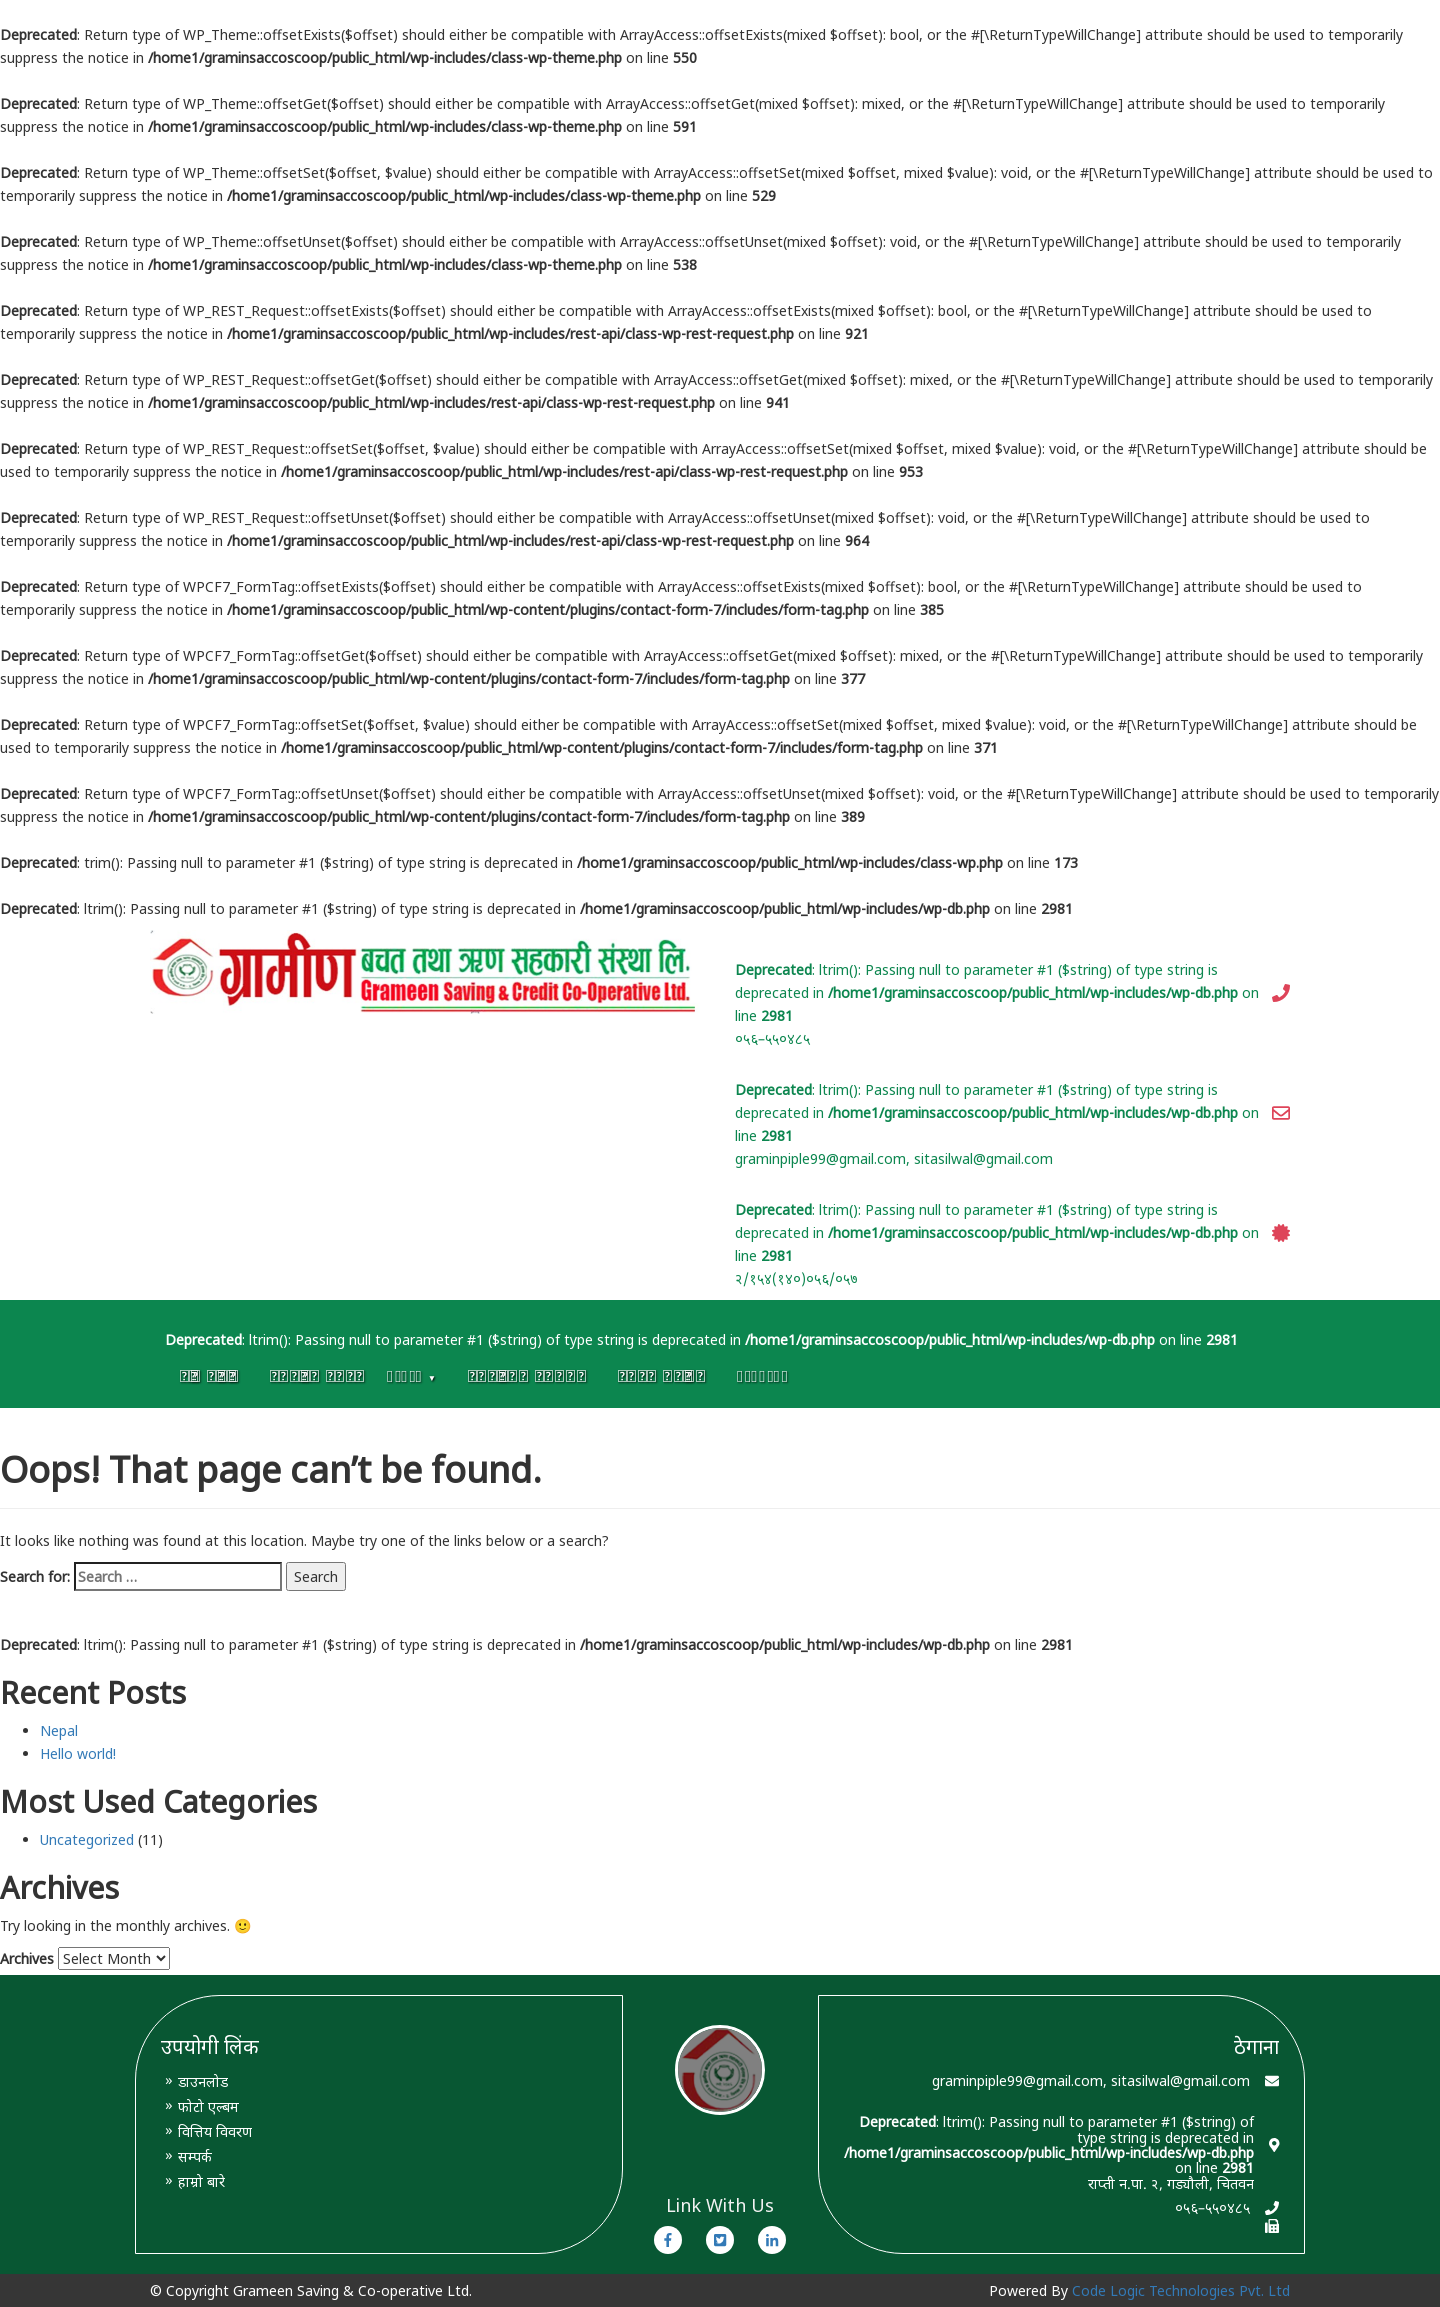 Deprecated: Return type of WP_Theme::offsetExists($offset) should either be compatible with ArrayAccess::offsetExists(mixed $offset): bool, or the #[\ReturnTypeWillChange] attribute should be used to temporarily
suppress the notice in /home1/graminsaccoscoop/public_html/wp-includes/class-wp-theme.php on line 550
Deprecated: Return type of WP_Theme::offsetGet($offset) should either be compatible with ArrayAccess::offsetGet(mixed $offset): mixed, or the #[\ReturnTypeWillChange] attribute should be used to temporarily
suppress the notice in /home1/graminsaccoscoop/public_html/wp-includes/class-wp-theme.php on line 591
Deprecated: Return type of WP_Theme::offsetSet($offset, $value) should either be compatible with ArrayAccess::offsetSet(mixed $offset, mixed $value): void, or the #[\ReturnTypeWillChange] attribute should be used to
temporarily suppress the notice in /home1/graminsaccoscoop/public_html/wp-includes/class-wp-theme.php on line 529
Deprecated: Return type of WP_Theme::offsetUnset($offset) should either be compatible with ArrayAccess::offsetUnset(mixed $offset): void, or the #[\ReturnTypeWillChange] attribute should be used to temporarily
suppress the notice in /home1/graminsaccoscoop/public_html/wp-includes/class-wp-theme.php on line 538
Deprecated: Return type of WP_REST_Request::offsetExists($offset) should either be compatible with ArrayAccess::offsetExists(mixed $offset): bool, or the #[\ReturnTypeWillChange] attribute should be used to
temporarily suppress the notice in /home1/graminsaccoscoop/public_html/wp-includes/rest-api/class-wp-rest-request.php on line 921
Deprecated: Return type of WP_REST_Request::offsetGet($offset) should either be compatible with ArrayAccess::offsetGet(mixed $offset): mixed, or the #[\ReturnTypeWillChange] attribute should be used to temporarily
suppress the notice in /home1/graminsaccoscoop/public_html/wp-includes/rest-api/class-wp-rest-request.php on line 941
Deprecated: Return type of WP_REST_Request::offsetSet($offset, $value) should either be compatible with ArrayAccess::offsetSet(mixed $offset, mixed $value): void, or the #[\ReturnTypeWillChange] attribute should be
used to temporarily suppress the notice in /home1/graminsaccoscoop/public_html/wp-includes/rest-api/class-wp-rest-request.php on line 953
Deprecated: Return type of WP_REST_Request::offsetUnset($offset) should either be compatible with ArrayAccess::offsetUnset(mixed $offset): void, or the #[\ReturnTypeWillChange] attribute should be used to
temporarily suppress the notice in /home1/graminsaccoscoop/public_html/wp-includes/rest-api/class-wp-rest-request.php on line 964
Deprecated: Return type of WPCF7_FormTag::offsetExists($offset) should either be compatible with ArrayAccess::offsetExists(mixed $offset): bool, or the #[\ReturnTypeWillChange] attribute should be used to
temporarily suppress the notice in /home1/graminsaccoscoop/public_html/wp-content/plugins/contact-form-7/includes/form-tag.php on line 385
Deprecated: Return type of WPCF7_FormTag::offsetGet($offset) should either be compatible with ArrayAccess::offsetGet(mixed $offset): mixed, or the #[\ReturnTypeWillChange] attribute should be used to temporarily
suppress the notice in /home1/graminsaccoscoop/public_html/wp-content/plugins/contact-form-7/includes/form-tag.php on line 377
Deprecated: Return type of WPCF7_FormTag::offsetSet($offset, $value) should either be compatible with ArrayAccess::offsetSet(mixed $offset, mixed $value): void, or the #[\ReturnTypeWillChange] attribute should be
used to temporarily suppress the notice in /home1/graminsaccoscoop/public_html/wp-content/plugins/contact-form-7/includes/form-tag.php on line 371
Deprecated: Return type of WPCF7_FormTag::offsetUnset($offset) should either be compatible with ArrayAccess::offsetUnset(mixed $offset): void, or the #[\ReturnTypeWillChange] attribute should be used to temporarily
suppress the notice in /home1/graminsaccoscoop/public_html/wp-content/plugins/contact-form-7/includes/form-tag.php on line 389
Deprecated: trim(): Passing null to parameter #1 ($string) of type string is deprecated in /home1/graminsaccoscoop/public_html/wp-includes/class-wp.php on line 173
Deprecated: ltrim(): Passing null to parameter #1 ($string) of type string is deprecated in /home1/graminsaccoscoop/public_html/wp-includes/wp-db.php on line 2981
ग्रामीण बचत तथा ऋण सहकारी संस्था लि.
Grameen Saving & Credit Co-Operative Ltd.
Deprecated: ltrim(): Passing null to parameter #1 ($string) of type string is
deprecated in /home1/graminsaccoscoop/public_html/wp-includes/wp-db.php on
line 2981
०५६–५५०४८५
Deprecated: ltrim(): Passing null to parameter #1 ($string) of type string is
deprecated in /home1/graminsaccoscoop/public_html/wp-includes/wp-db.php on
line 2981
graminpiple99@gmail.com, sitasilwal@gmail.com
Deprecated: ltrim(): Passing null to parameter #1 ($string) of type string is
deprecated in /home1/graminsaccoscoop/public_html/wp-includes/wp-db.php on
line 2981
२/१५४(१४०)०५६/०५७
Deprecated: ltrim(): Passing null to parameter #1 ($string) of type string is deprecated in /home1/graminsaccoscoop/public_html/wp-includes/wp-db.php on line 2981
Oops! That page can’t be found.
It looks like nothing was found at this location. Maybe try one of the links below or a search?
Search for: Search … Search
Deprecated: ltrim(): Passing null to parameter #1 ($string) of type string is deprecated in /home1/graminsaccoscoop/public_html/wp-includes/wp-db.php on line 2981
Recent Posts
Nepal
Hello world!
Most Used Categories
Uncategorized (11)
Archives
Try looking in the monthly archives. 🙂
Archives Select Month
उपयोगी लिंक
» डाउनलोड
» फोटो एल्बम
» वित्तिय विवरण
» सम्पर्क
» हाम्रो बारे
Link With Us
ठेगाना
graminpiple99@gmail.com, sitasilwal@gmail.com
Deprecated: ltrim(): Passing null to parameter #1 ($string) of
type string is deprecated in
/home1/graminsaccoscoop/public_html/wp-includes/wp-db.php
on line 2981
राप्ती न.पा. २, गड्यौली, चितवन
०५६–५५०४८५
© Copyright Grameen Saving & Co-operative Ltd.
Powered By Code Logic Technologies Pvt. Ltd